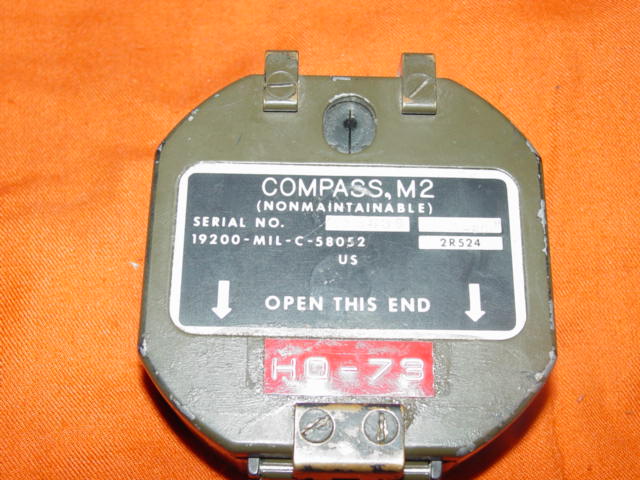 COMPASS, M2
(NONMAINTAINABLE)
SERIAL NO.
19200-MIL-C-58052 2R524
US
OPEN THIS END
HQ-73